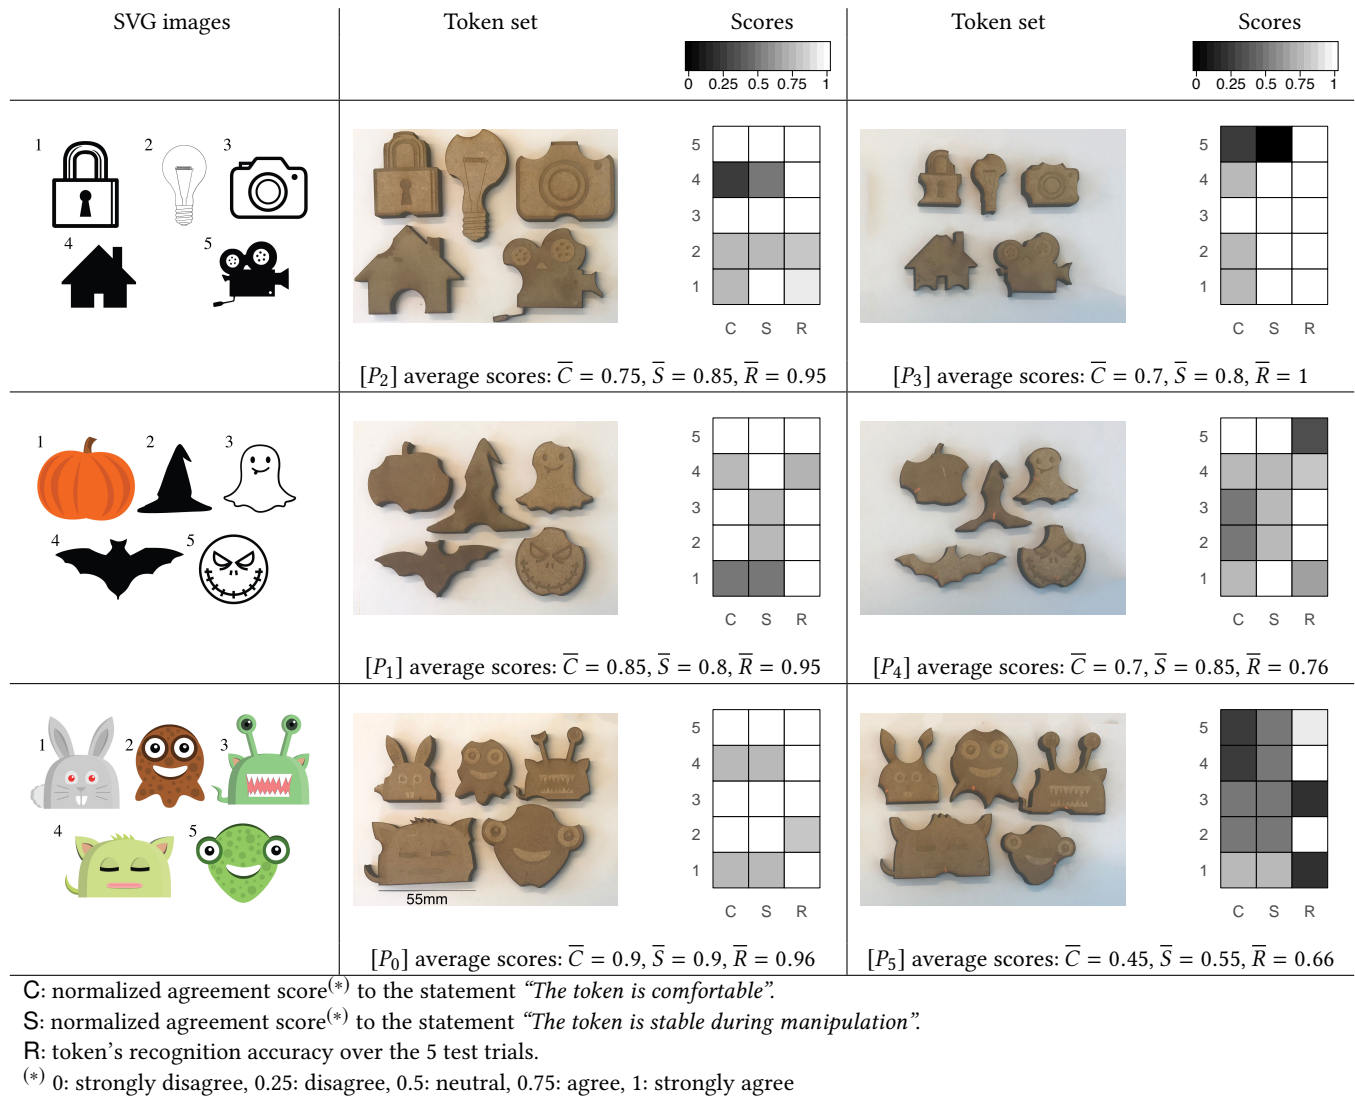 SVG images Token set Scores Token set Scores
0 0.25 0.5 0.75 1 0 0.25 0.5 0.75 1
1 2 3
4 5
5
4
3
2
1
C S R
5
4
3
2
1
C S R
[P2] average scores: C = 0.75, S = 0.85, R = 0.95
[P3] average scores: C = 0.7, S = 0.8, R = 1
1 2 3
4 5
5
4
3
2
1
C S R
5
4
3
2
1
C S R
[P1] average scores: C = 0.85, S = 0.8, R = 0.95
[P4] average scores: C = 0.7, S = 0.85, R = 0.76
1 2 3
4 5
55mm
5
4
3
2
1
C S R
5
4
3
2
1
C S R
[P0] average scores: C = 0.9, S = 0.9, R = 0.96
[P5] average scores: C = 0.45, S = 0.55, R = 0.66
C: normalized agreement score(*) to the statement “The token is comfortable”.
S: normalized agreement score(*) to the statement “The token is stable during manipulation”.
R: token’s recognition accuracy over the 5 test trials.
(*) 0: strongly disagree, 0.25: disagree, 0.5: neutral, 0.75: agree, 1: strongly agree